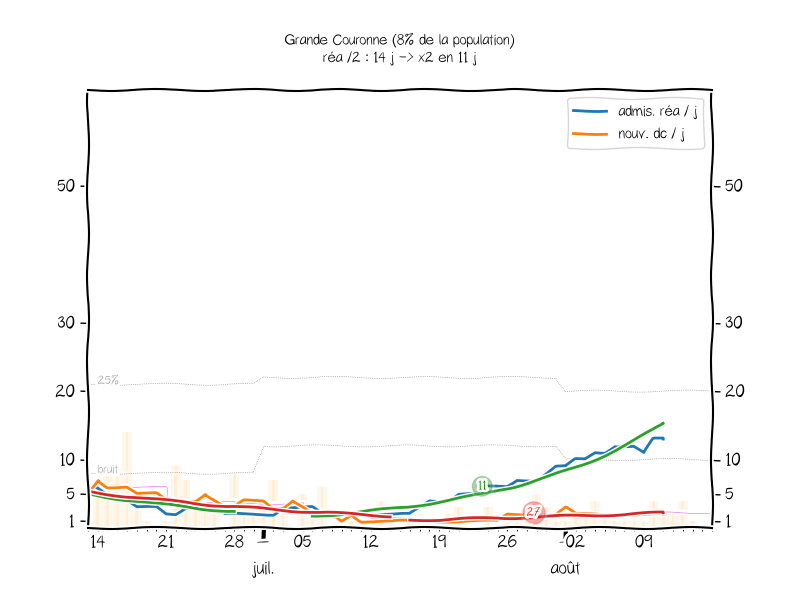 Grande Couronne (8% de la population)
réa /2 : 14 j -> x2 en 11 j
admis. réa / j
nouv. dc / j
50 50
30 30
25%
20 20
bruit
10 10
11
5 5
27
1 1
14 21 28 05 12 19 26 02 09
juil. août